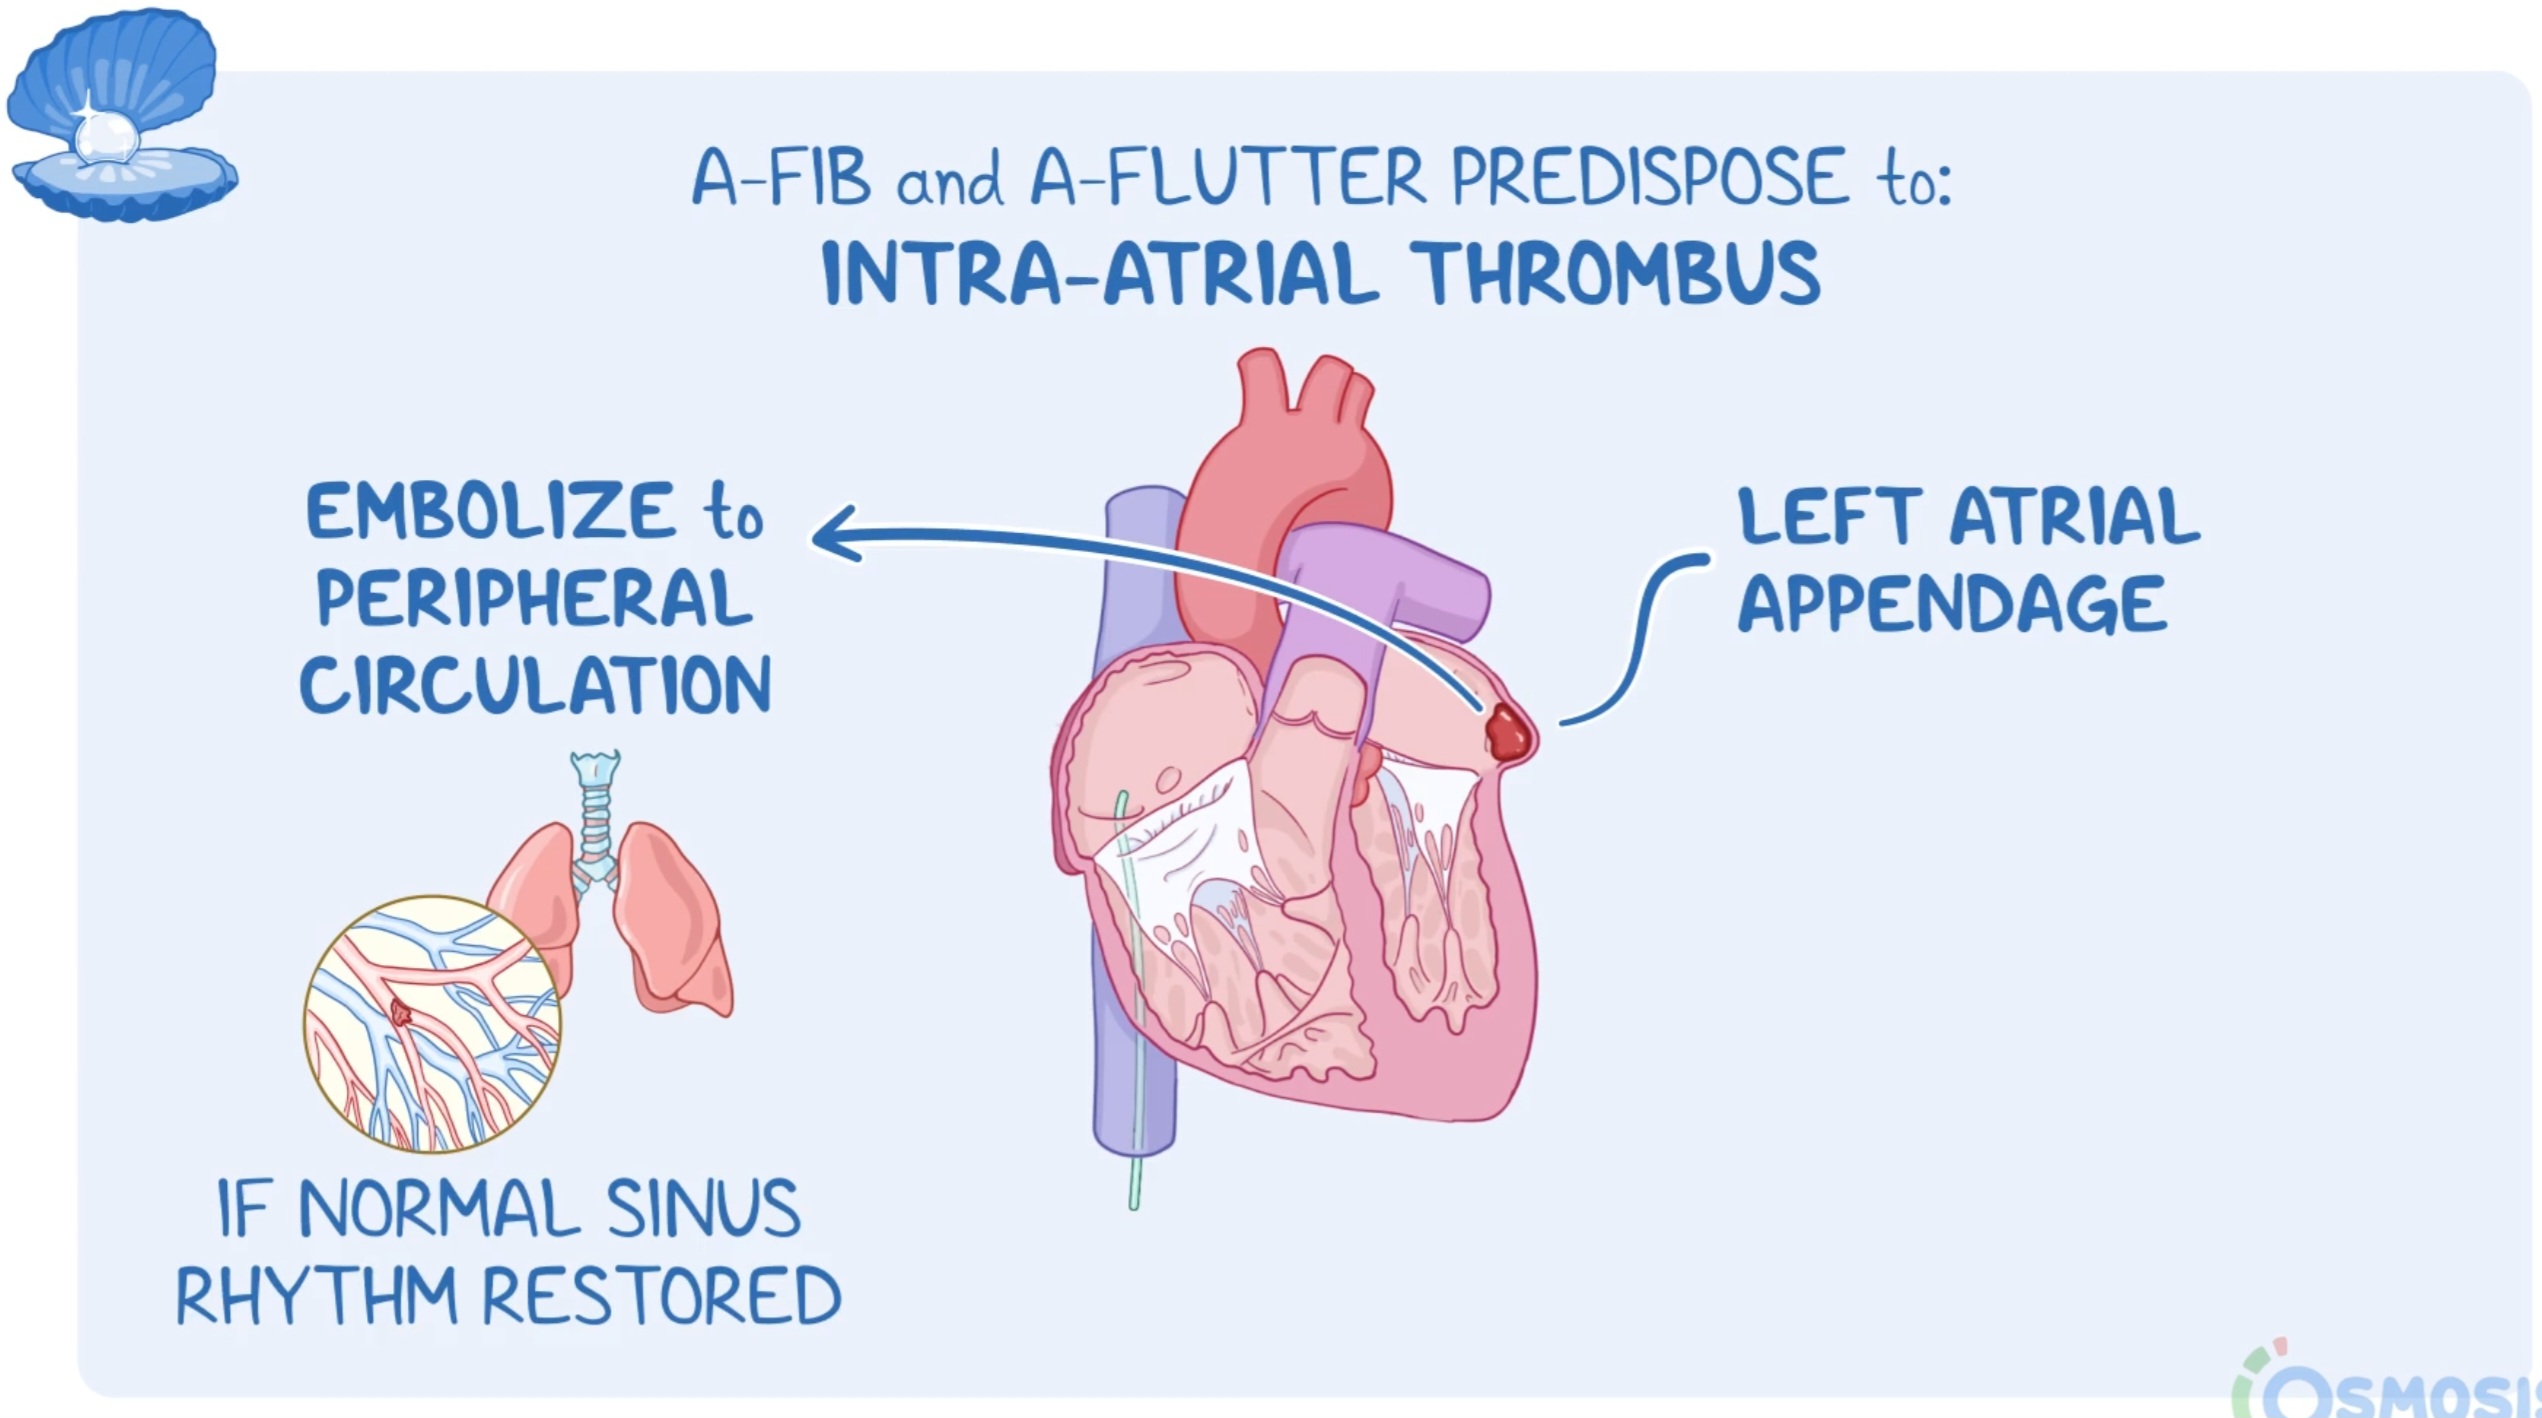 A-FIB and A-FLUTTER PREDISPOSE to:
INTRA-ATRIAL THROMBUS
EMBOLIZE to
PERIPHERAL
CIRCULATION
LEFT ATRIAL
APPENDAGE
IF NORMAL SINUS
RHYTHM RESTORED
OSMOSIS